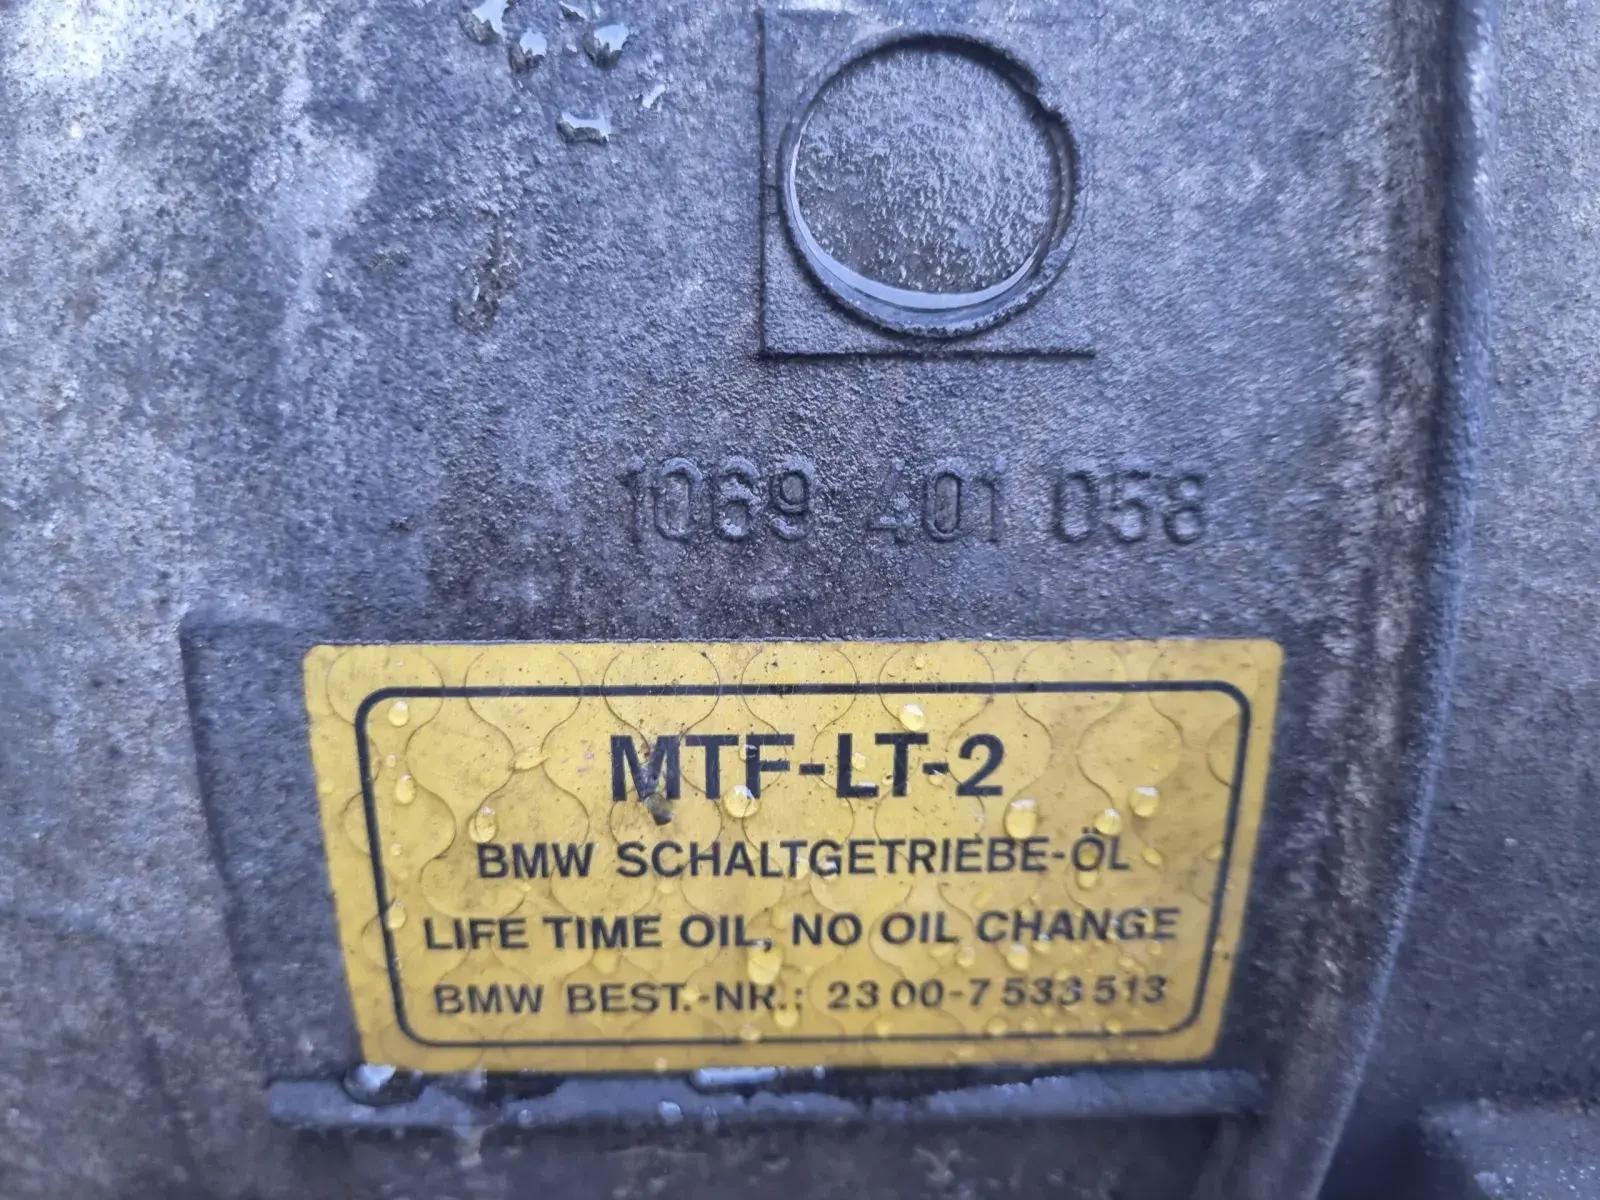 1069 401 058
MTF-LT-2
BMW SCHALTGETRIEBE-ÖL
LIFE TIME OIL, NO OIL CHANGE
BMW BEST.-NR.: 23 00-7 533 513